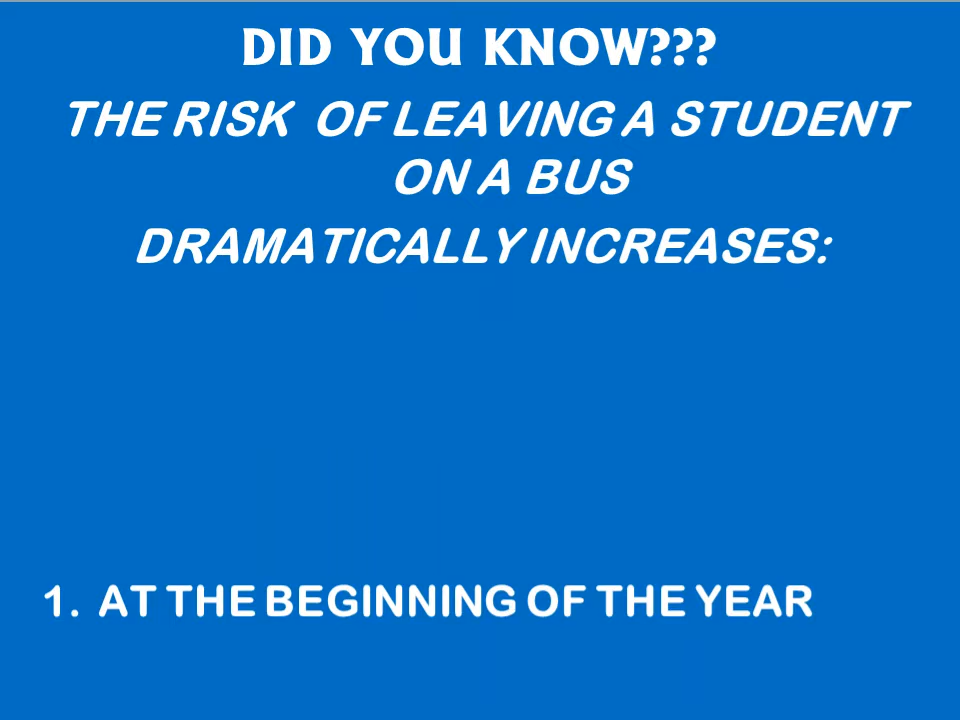 DID YOU KNOW???
THE RISK OF LEAVING A STUDENT
ON A BUS
DRAMATICALLY INCREASES:
1. AT THE BEGINNING OF THE YEAR